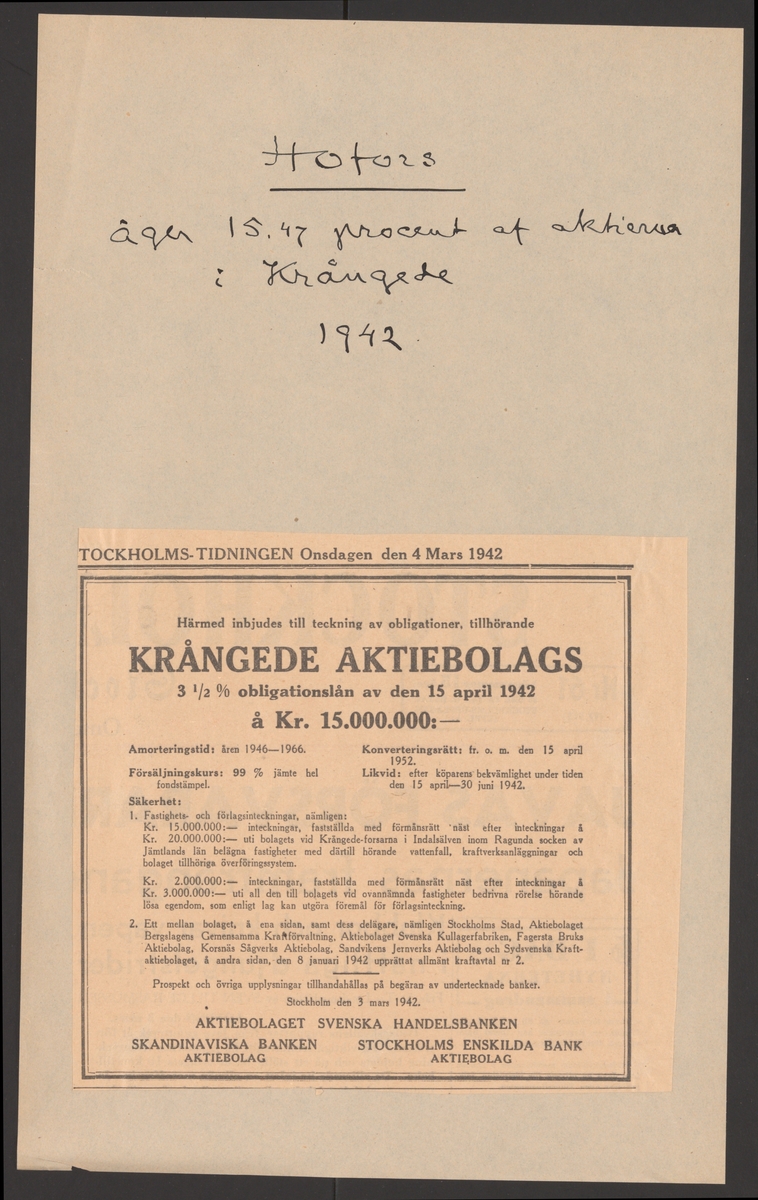 Hofors
äger 15.47 procent af aktierna
i Krångede
1942.
TOCKHOLMS-TIDNINGEN Onsdagen den 4 Mars 1942
Härmed inbjudes till teckning av obligationer, tillhörande
KRÅNGEDE AKTIEBOLAGS
3 1/2 % obligationslån av den 15 april 1942
å Kr. 15.000.000:—
Amorteringstid: åren 1946—1966.
Försäljningskurs: 99 % jämte hel
fondstämpel.
Konverteringsrätt: fr. o. m. den 15 april
1952.
Likvid: efter köparens bekvämlighet under tiden
den 15 april—30 juni 1942.
Säkerhet:
1. Fastighets- och förlagsinteckningar, nämligen:
Kr. 15.000.000:— inteckningar, fastställda med förmånsrätt näst efter inteckningar å
Kr. 20.000.000:— uti bolagets vid Krångede-forsarna i Indalsälven inom Ragunda socken av
Jämtlands län belägna fastigheter med därtill hörande vattenfall, kraftverksanläggningar och
bolaget tillhöriga överföringssystem.
Kr. 2.000.000:— inteckningar, fastställda med förmånsrätt näst efter inteckningar å
Kr. 3.000.000:— uti all den till bolagets vid ovannämnda fastigheter bedrivna rörelse hörande
lösa egendom, som enligt lag kan utgöra föremål för förlagsinteckning.
2. Ett mellan bolaget, å ena sidan, samt dess delägare, nämligen Stockholms Stad, Aktiebolaget
Bergslagens Gemensamma Kraftförvaltning, Aktiebolaget Svenska Kullagerfabriken, Fagersta Bruks
Aktiebolag, Korsnäs Sågverks Aktiebolag, Sandvikens Jernverks Aktiebolag och Sydsvenska Kraft-
aktiebolaget, å andra sidan, den 8 januari 1942 upprättat allmänt kraftavtal nr 2.
Prospekt och övriga upplysningar tillhandahållas på begäran av undertecknade banker.
Stockholm den 3 mars 1942.
AKTIEBOLAGET SVENSKA HANDELSBANKEN
SKANDINAVISKA BANKEN
AKTIEBOLAG
STOCKHOLMS ENSKILDA BANK
AKTIEBOLAG